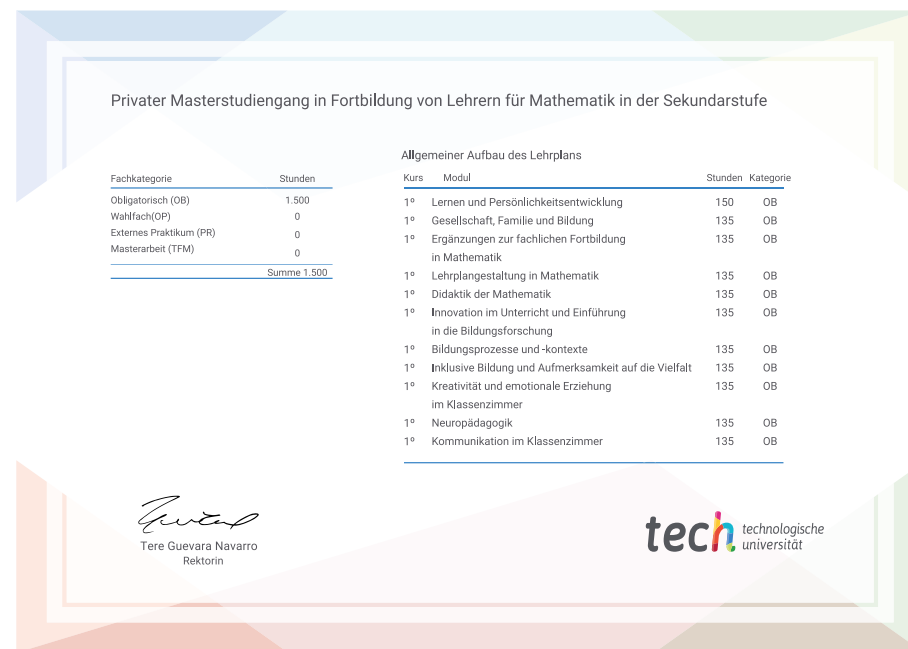 Privater Masterstudiengang in Fortbildung von Lehrern für Mathematik in der Sekundarstufe
Fachkategorie Stunden
Obligatorisch (OB) 1.500
Wahlfach(OP) 0
Externes Praktikum (PR) 0
Masterarbeit (TFM) 0
Summe 1.500
Allgemeiner Aufbau des Lehrplans
Kurs Modul Stunden Kategorie
1º Lernen und Persönlichkeitsentwicklung 150 OB
1º Gesellschaft, Familie und Bildung 135 OB
1º Ergänzungen zur fachlichen Fortbildung 135 OB
in Mathematik
1º Lehrplangestaltung in Mathematik 135 OB
1º Didaktik der Mathematik 135 OB
1º Innovation im Unterricht und Einführung 135 OB
in die Bildungsforschung
1º Bildungsprozesse und -kontexte 135 OB
1º Inklusive Bildung und Aufmerksamkeit auf die Vielfalt 135 OB
1º Kreativität und emotionale Erziehung 135 OB
im Klassenzimmer
1º Neuropädagogik 135 OB
1º Kommunikation im Klassenzimmer 135 OB
Tere Guevara Navarro
Rektorin
tech technologische
universität